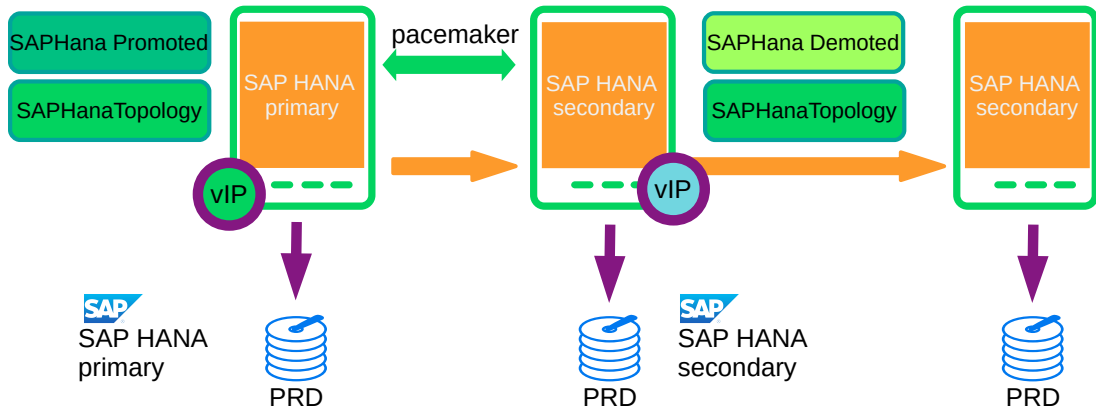 SAPHana Promoted
SAPHanaTopology
SAP HANA
primary
vIP
pacemaker
SAP HANA
secondary
vIP
SAPHana Demoted
SAPHanaTopology
SAP HANA
secondary
SAP
SAP HANA
primary
PRD
PRD
SAP
SAP HANA
secondary
PRD